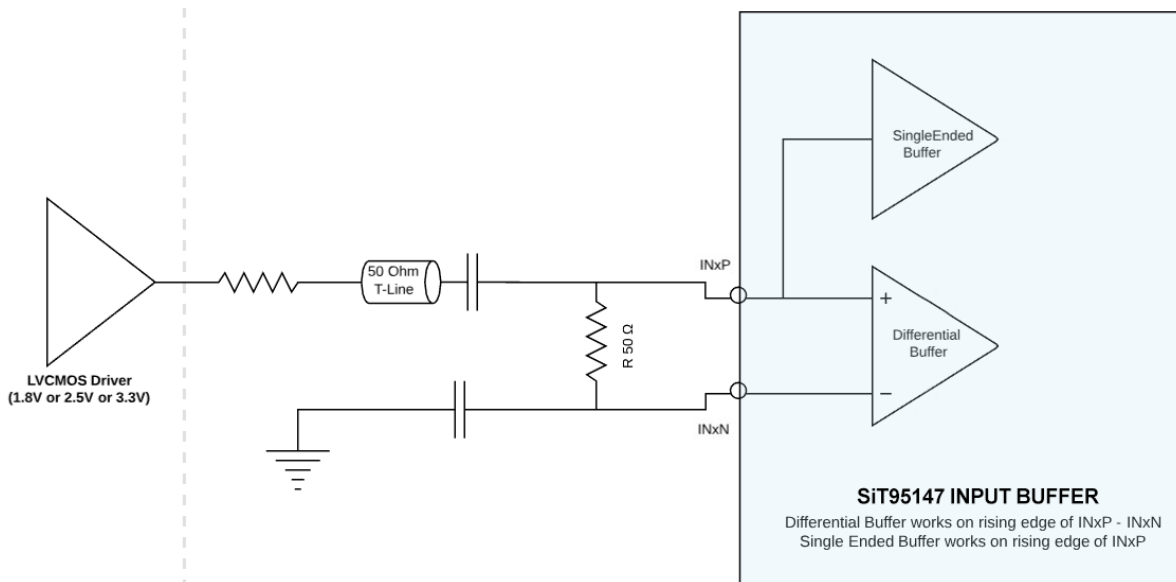 SingleEnded
Buffer
INxP
50 Ohm
T-Line
+
Differential
Buffer
R 50 Ω
LVCMOS Driver
(1.8V or 2.5V or 3.3V)
−
INxN
SiT95147 INPUT BUFFER
Differential Buffer works on rising edge of INxP - INxN
Single Ended Buffer works on rising edge of INxP